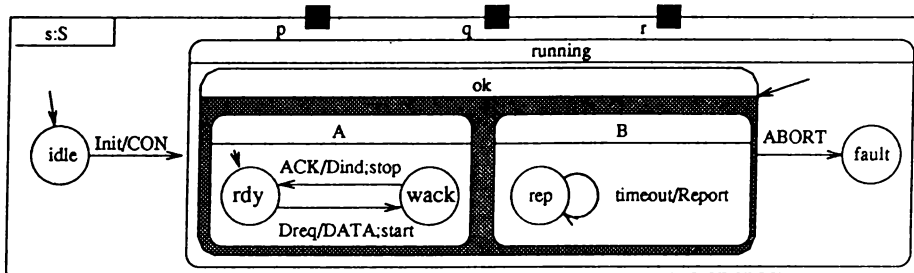 p q r
s:S
running
ok
A B
ABORT
Init/CON
idle
ACK/Dind;stop
fault
rdy wack
rep timeout/Report
Dreq/DATA;start